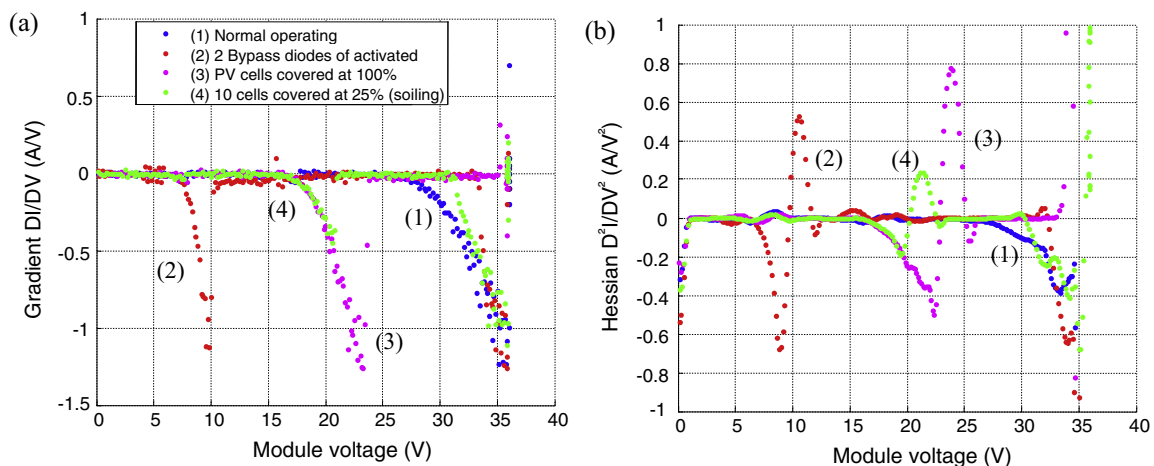 (a)
(1) Normal operating
(2) 2 Bypass diodes of activated
(3) PV cells covered at 100%
(4) 10 cells covered at 25% (soiling)
Gradient DI/DV (A/V)
1
0.5
0
-0.5
-1
-1.5
(2)
(4)
(1)
(3)
0 5 10 15 20 25 30 35 40
Module voltage (V)
(b)
Hessian D²I/DV² (A/V²)
1
0.8
0.6
0.4
0.2
0
-0.2
-0.4
-0.6
-0.8
-1
(2)
(4)
(3)
(1)
0 5 10 15 20 25 30 35 40
Module voltage (V)